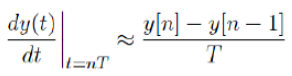 dy(t)/dt |_{t=nT} ≈ (y[n] − y[n − 1])/T